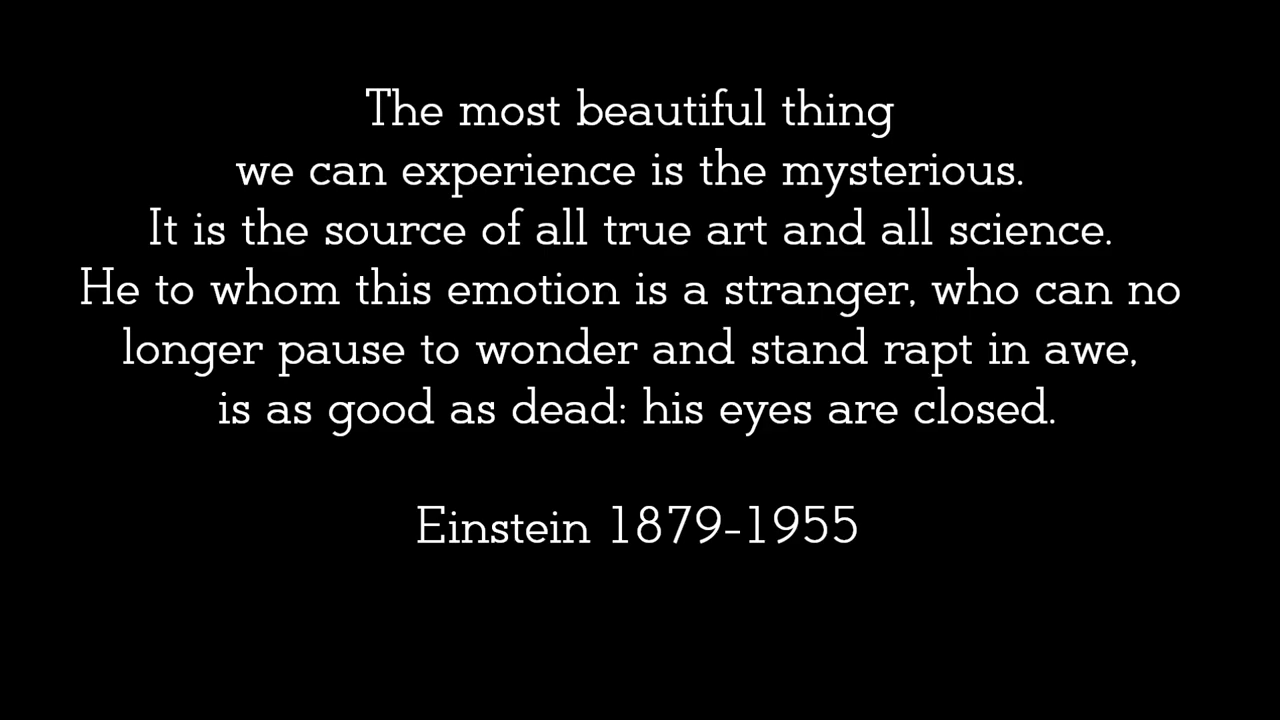 The most beautiful thing
we can experience is the mysterious.
It is the source of all true art and all science.
He to whom this emotion is a stranger, who can no
longer pause to wonder and stand rapt in awe,
is as good as dead: his eyes are closed.
Einstein 1879-1955